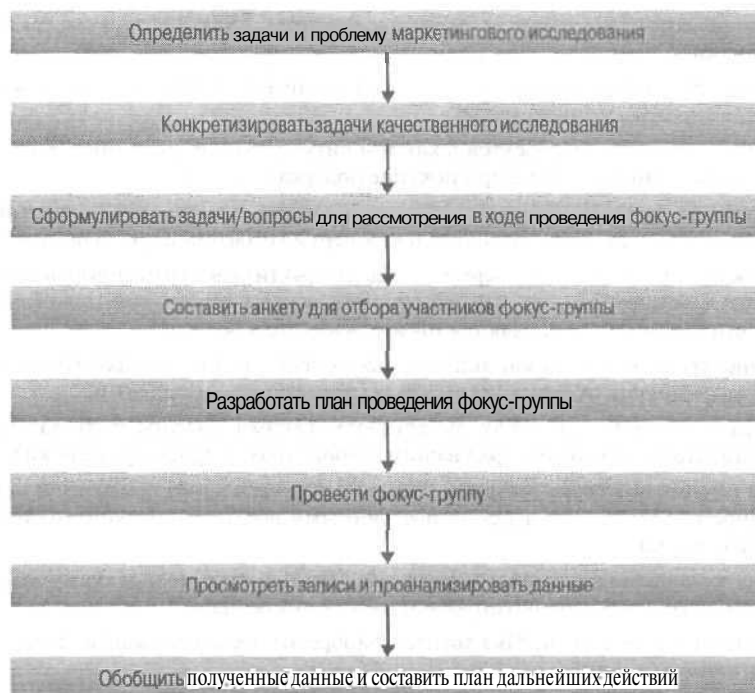 Определить задачи и проблему маркетингового исследования
Конкретизировать задачи качественного исследования
Сформулировать задачи/вопросы для рассмотрения в ходе проведения фокус-группы
Составить анкету для отбора участников фокус-группы
Разработать план проведения фокус-группы
Провести фокус-группу
Просмотреть записи и проанализировать данные
Обобщить полученные данные и составить план дальнейших действий